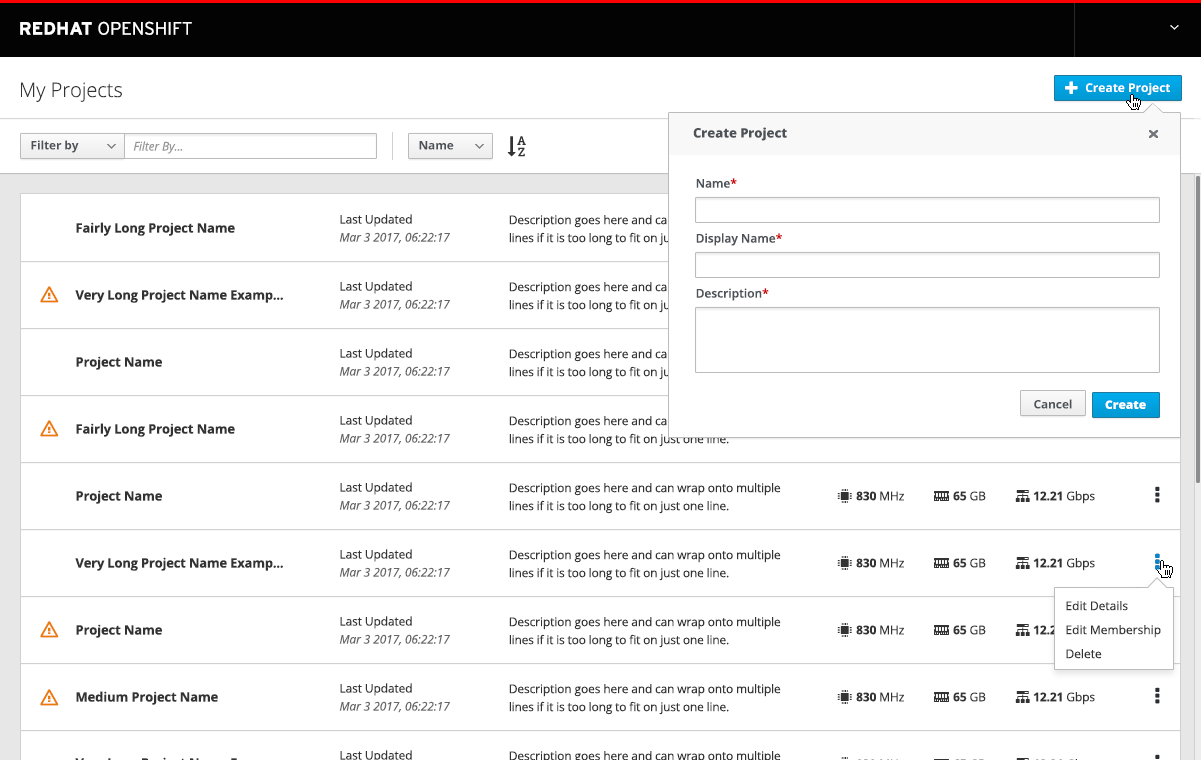 REDHAT OPENSHIFT
My Projects
Create Project
Filter by
Filter By...
Name
A
Z
Create Project
Name*
Display Name*
Description*
Cancel
Create
Fairly Long Project Name
Last Updated
Mar 3 2017, 06:22:17
Description goes here and ca
lines if it is too long to fit on ju
Very Long Project Name Examp...
Last Updated
Mar 3 2017, 06:22:17
Description goes here and ca
lines if it is too long to fit on ju
Project Name
Last Updated
Mar 3 2017, 06:22:17
Description goes here and ca
lines if it is too long to fit on ju
Fairly Long Project Name
Last Updated
Mar 3 2017, 06:22:17
Description goes here and ca
lines if it is too long to fit on just one line.
Project Name
Last Updated
Mar 3 2017, 06:22:17
Description goes here and can wrap onto multiple
lines if it is too long to fit on just one line.
830 MHz
65 GB
12.21 Gbps
Very Long Project Name Examp...
Last Updated
Mar 3 2017, 06:22:17
Description goes here and can wrap onto multiple
lines if it is too long to fit on just one line.
830 MHz
65 GB
12.21 Gbps
Edit Details
Edit Membership
Delete
Project Name
Last Updated
Mar 3 2017, 06:22:17
Description goes here and can wrap onto multiple
lines if it is too long to fit on just one line.
830 MHz
65 GB
12.2
Medium Project Name
Last Updated
Mar 3 2017, 06:22:17
Description goes here and can wrap onto multiple
lines if it is too long to fit on just one line.
830 MHz
65 GB
12.21 Gbps
Last Updated
Description goes here and can wrap onto multiple